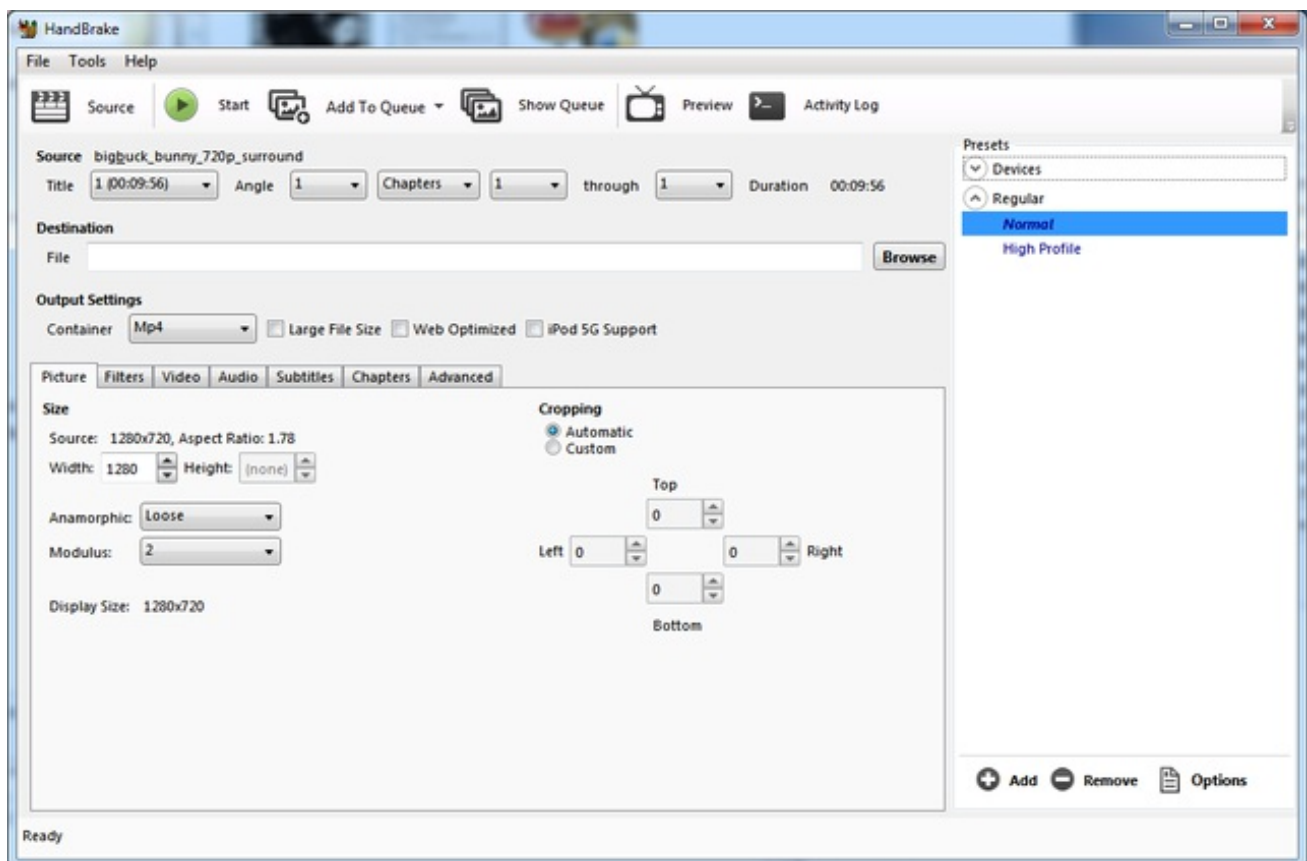 HandBrake
File Tools Help
Source Start Add To Queue Show Queue Preview Activity Log
Source bigbuck_bunny_720p_surround
Title 1 (00:09:56) Angle 1 Chapters 1 through 1 Duration 00:09:56
Destination
File Browse
Output Settings
Container Mp4 Large File Size Web Optimized iPod 5G Support
Picture Filters Video Audio Subtitles Chapters Advanced
Size
Source: 1280x720, Aspect Ratio: 1.78
Width: 1280 Height: (none)
Anamorphic: Loose
Modulus: 2
Display Size: 1280x720
Cropping
Automatic
Custom
Top
0
Left 0 0 Right
0
Bottom
Presets
Devices
Regular
Normal
High Profile
Add Remove Options
Ready